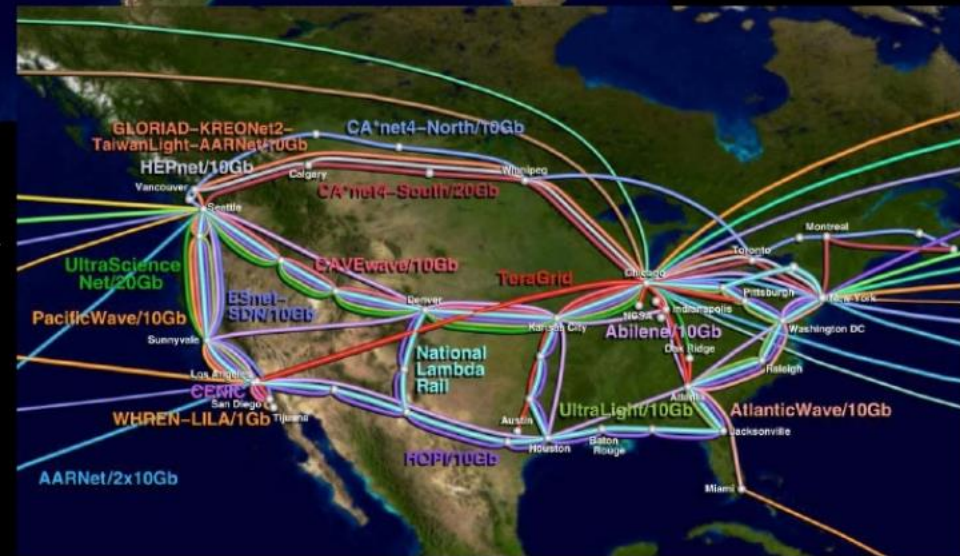 GLORIAD-KREONet2-
TaiwanLight-AARNet/10Gb
CA*net4-North/10Gb
HEPnet/10Gb
Calgary
Winnipeg
Vancouver
CA*net4-South/20Gb
Seattle
Montreal
Toronto
UltraScience
Net/20Gb
CAVEwave/10Gb
TeraGrid
Chicago
Pittsburgh
New York
ESnet-
SDN/10Gb
Denver
NCSA
Indianapolis
PacificWave/10Gb
Kansas City
Abilene/10Gb
Washington DC
Sunnyvale
National
Lambda
Rail
Oak Ridge
Raleigh
Los Angeles
CENIC
San Diego
Atlanta
WHREN-LILA/1Gb
Tijuana
Austin
UltraLight/10Gb
AtlanticWave/10Gb
Jacksonville
Houston
Baton
Rouge
HOPI/10Gb
AARNet/2x10Gb
Miami